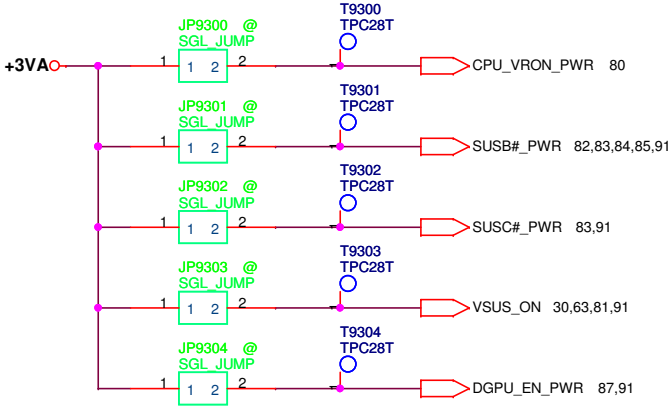 T9300
TPC28T
JP9300 @
SGL_JUMP
+3VA 1 1 2 2 CPU_VRON_PWR 80
T9301
TPC28T
JP9301 @
SGL_JUMP
1 1 2 2 SUSB#_PWR 82,83,84,85,91
T9302
TPC28T
JP9302 @
SGL_JUMP
1 1 2 2 SUSC#_PWR 83,91
T9303
TPC28T
JP9303 @
SGL_JUMP
1 1 2 2 VSUS_ON 30,63,81,91
T9304
TPC28T
JP9304 @
SGL_JUMP
1 1 2 2 DGPU_EN_PWR 87,91